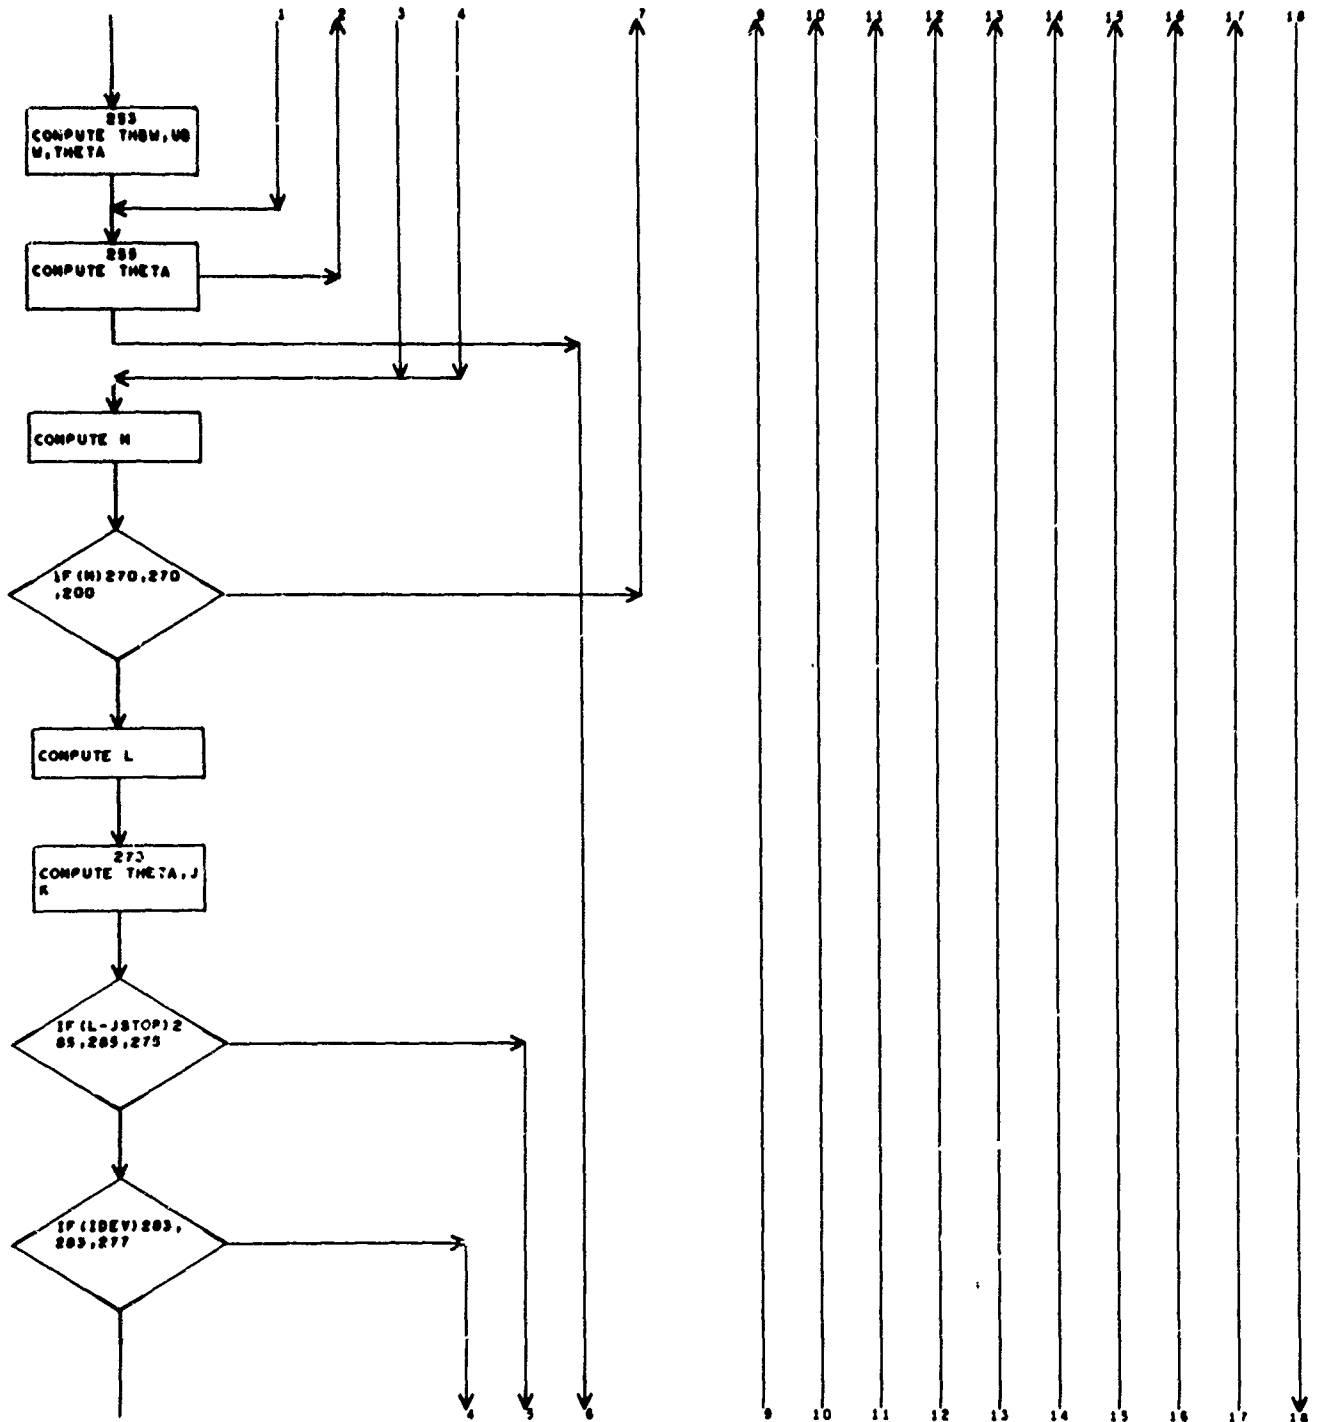 1 2 3 4 7 9 10 11 12 13 14 15 16 17 18
253
COMPUTE THBW,UB
W,THETA
255
COMPUTE THETA
COMPUTE M
IF(M)270,270
,200
COMPUTE L
273
COMPUTE THETA,J
K
IF(L-JSTOP)2
85,285,275
IF(IDEV)283,
283,277
4 5 6 9 10 11 12 13 14 15 16 17 18